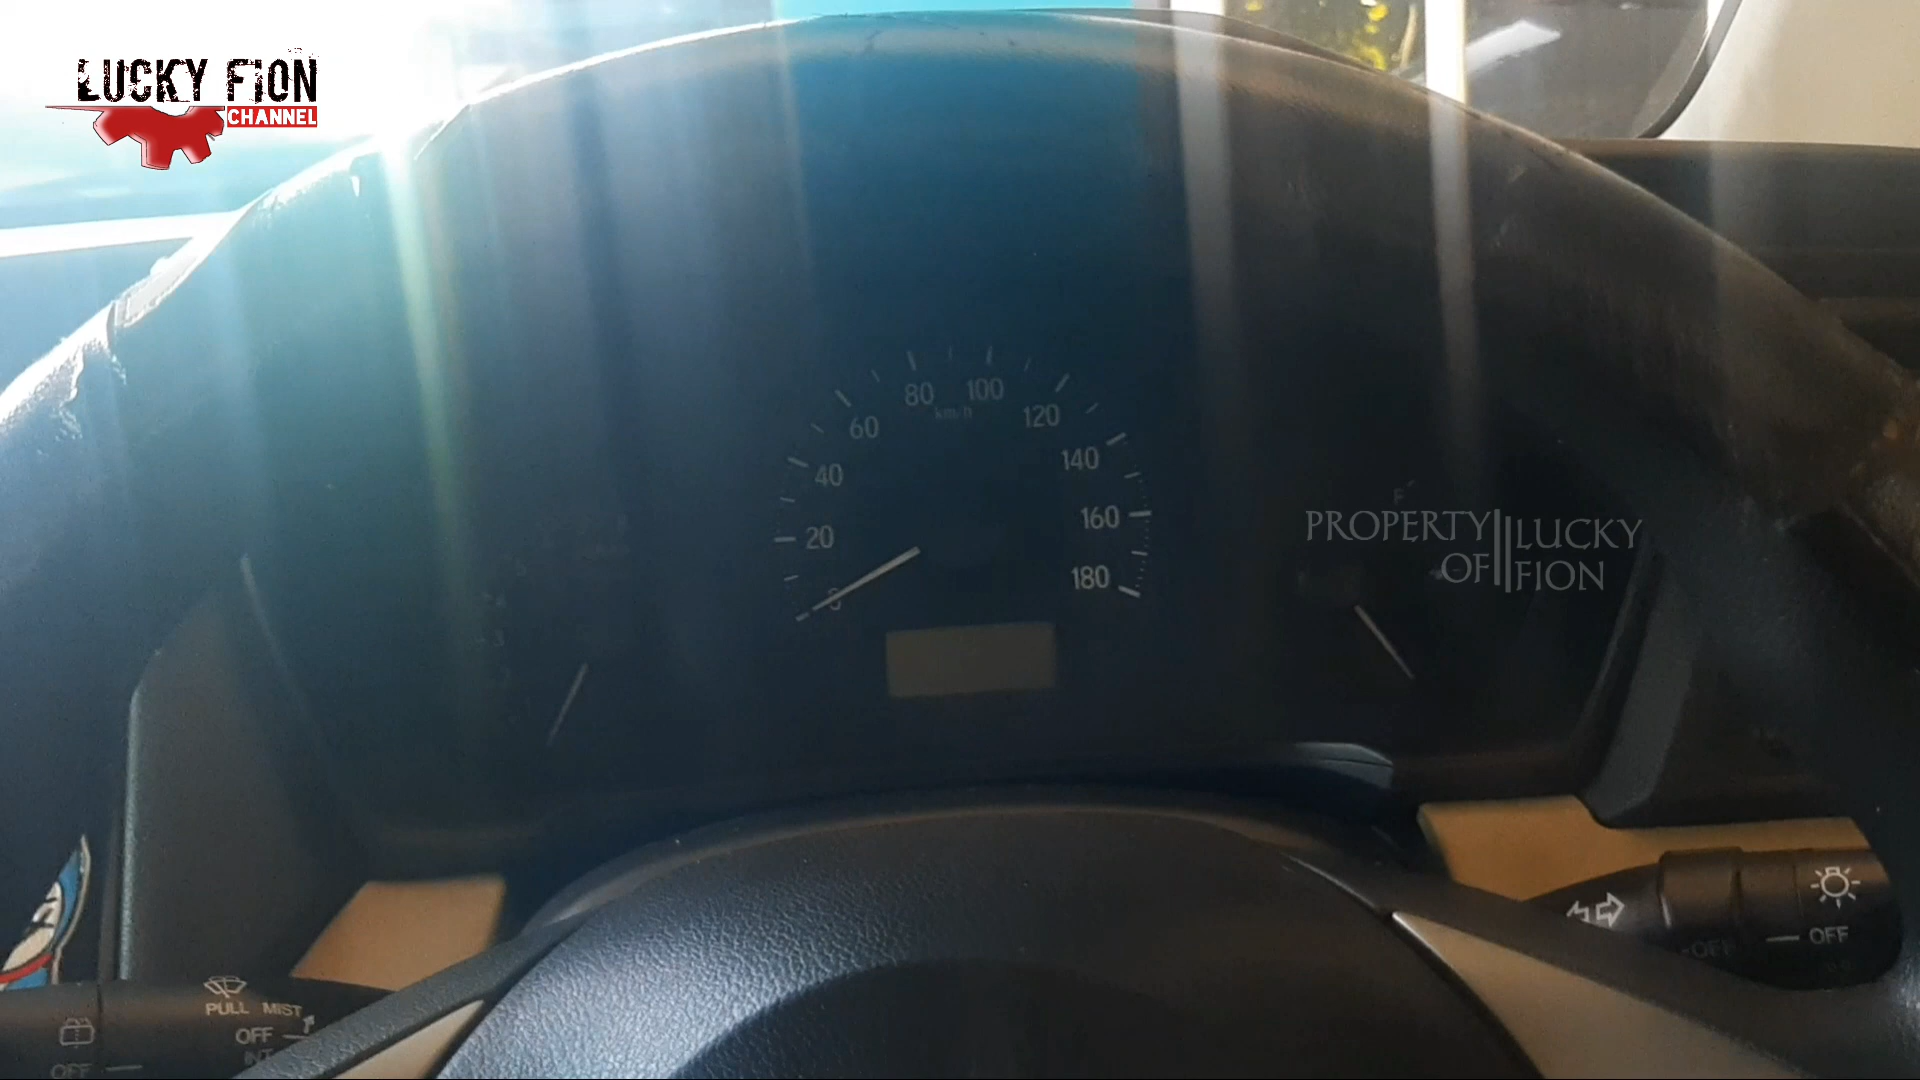 LUCKY FiON
CHANNEL
80 100
km/h
60
120
40
140
20
160
180
F
PROPERTY
OF
LUCKY
FION
OFF
PULL MIST
OFF
INT
OFF